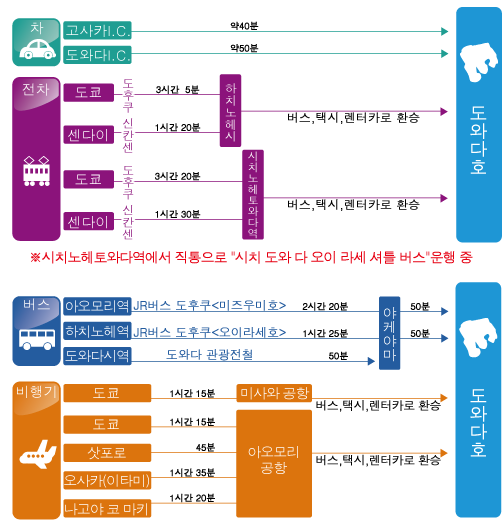 차
고사카I.C.
약40분
도와다I.C.
약50분
도와다호
전차
도쿄
도후쿠
3시간 5분
센다이
신칸센
1시간 20분
하치노헤시
버스,택시,렌터카로 환승
도쿄
도후쿠
3시간 20분
센다이
신칸센
1시간 30분
시치노헤토와다역
버스,택시,렌터카로 환승
※시치노헤토와다역에서 직통으로 "시치 도와 다 오이 라세 셔틀 버스"운행 중
버스
아오모리역
JR버스 도후쿠<미즈우미호>
2시간 20분
하치노헤역
JR버스 도후쿠<오이라세호>
1시간 25분
도와다시역
도와다 관광전철
50분
야케야마
50분
50분
도와다호
비행기
도쿄
1시간 15분
미사와 공항
버스,택시,렌터카로 환승
도쿄
1시간 15분
삿포로
45분
오사카(이타미)
1시간 35분
나고야 코 마키
1시간 20분
아오모리
공항
버스,택시,렌터카로 환승